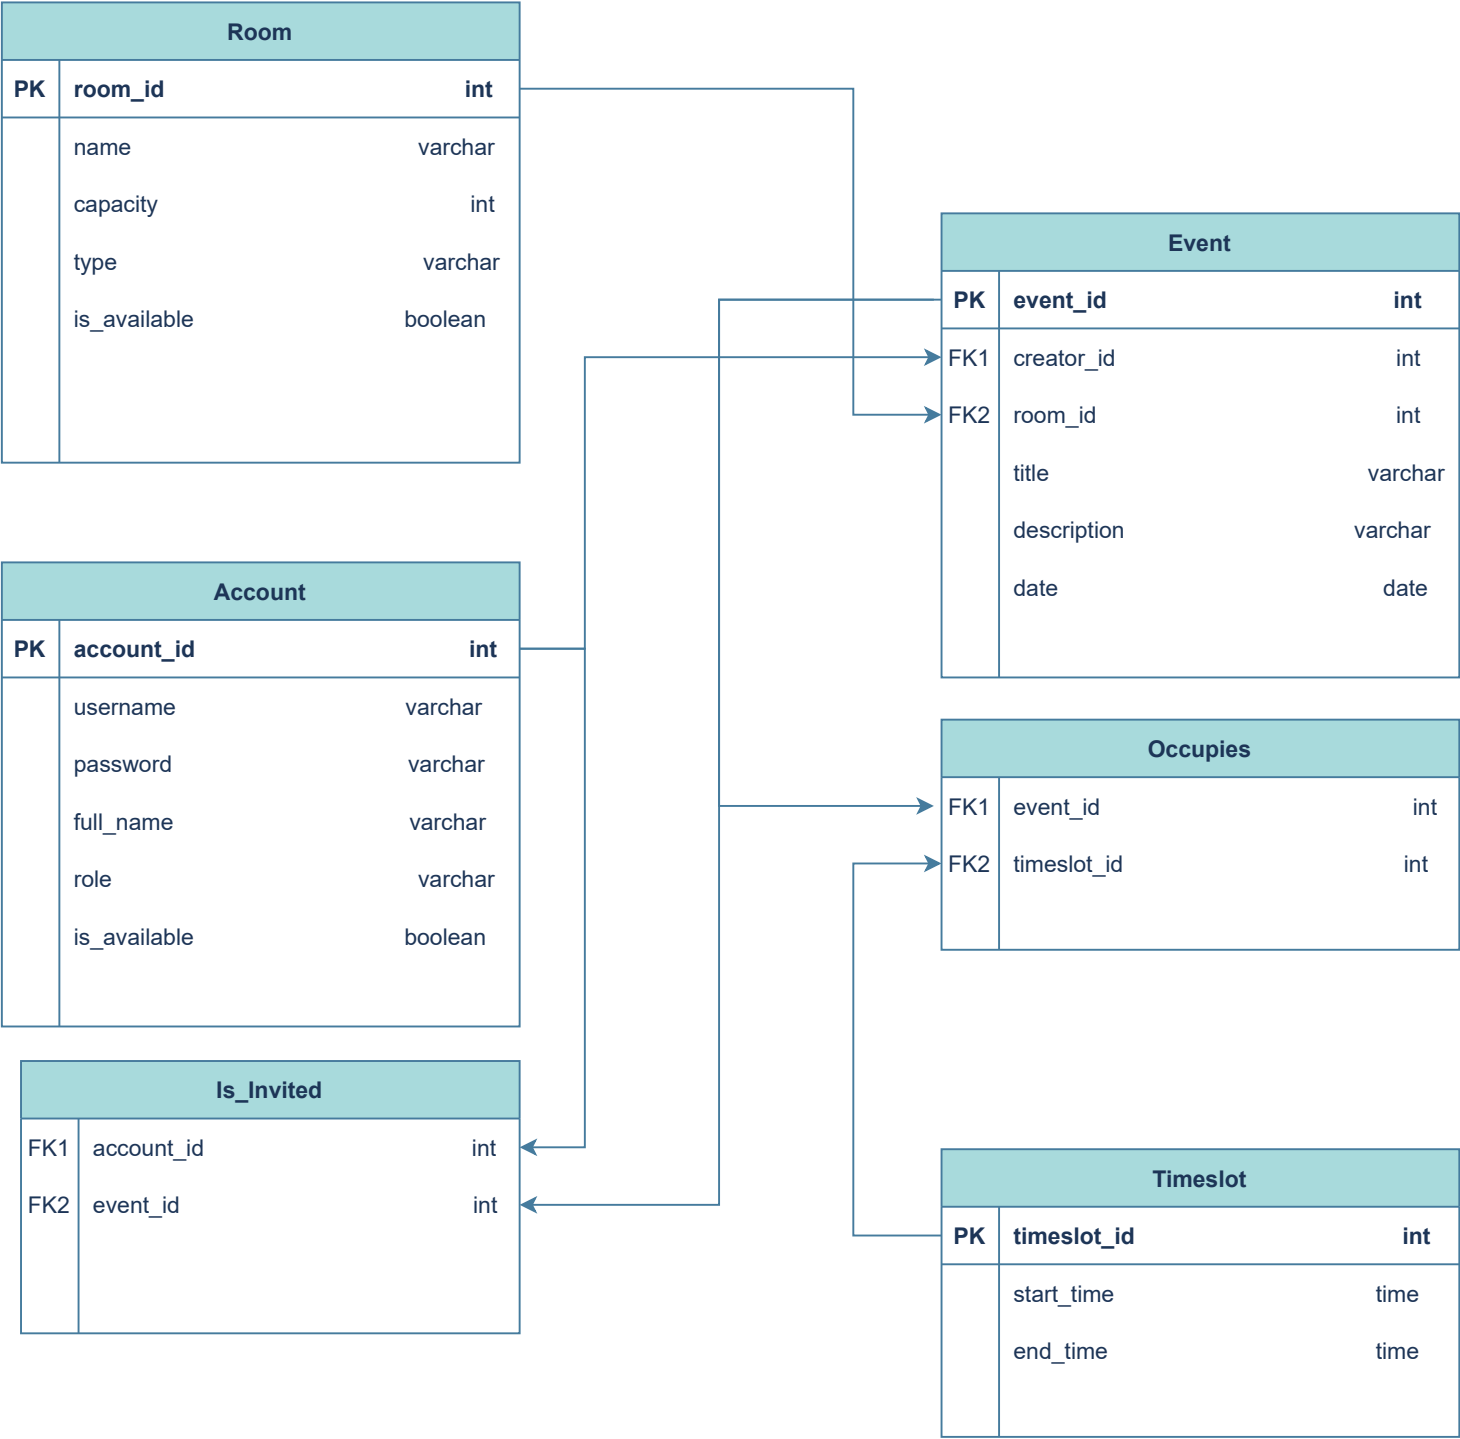 Room
PK room_id int
name varchar
capacity int
type varchar
is_available boolean
Event
PK event_id int
FK1 creator_id int
FK2 room_id int
title varchar
description varchar
date date
Account
PK account_id int
username varchar
password varchar
full_name varchar
role varchar
is_available boolean
Occupies
FK1 event_id int
FK2 timeslot_id int
Is_Invited
FK1 account_id int
FK2 event_id int
Timeslot
PK timeslot_id int
start_time time
end_time time